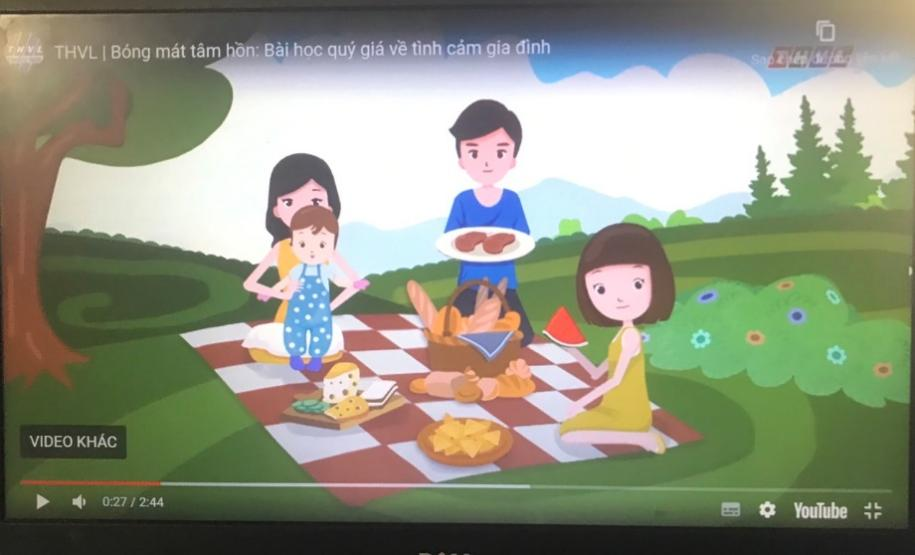 THVL | Bóng mát tâm hồn: Bài học quý giá về tình cảm gia đình
THVL
VIDEO KHÁC
0:27 / 2:44
YouTube